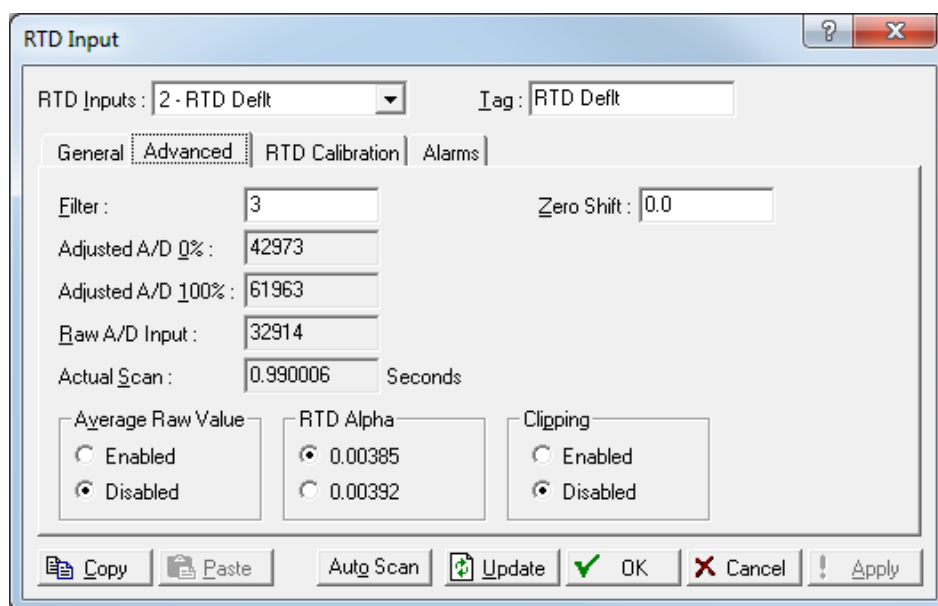 RTD Input
RTD Inputs : 2 - RTD Deflt Tag : RTD Deflt
General Advanced RTD Calibration Alarms
Filter : 3 Zero Shift : 0.0
Adjusted A/D 0% : 42973
Adjusted A/D 100% : 61963
Raw A/D Input : 32914
Actual Scan : 0.990006 Seconds
Average Raw Value RTD Alpha Clipping
Enabled 0.00385 Enabled
Disabled 0.00392 Disabled
Copy Paste Auto Scan Update OK Cancel Apply